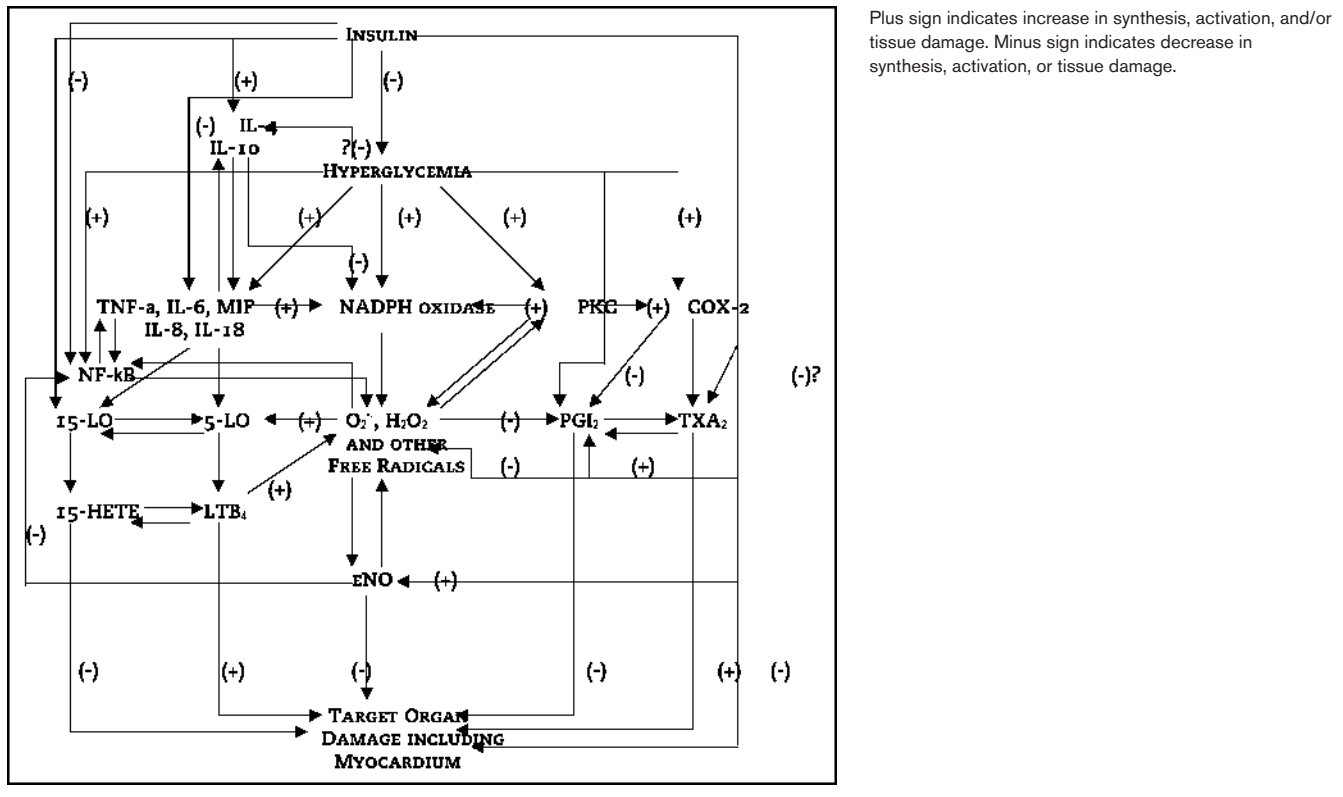 INSULIN
Plus sign indicates increase in synthesis, activation, and/or
tissue damage. Minus sign indicates decrease in
synthesis, activation, or tissue damage.
(-) (+) (-)
(-) IL-4
IL-10 ?(-)
HYPERGLYCEMIA
(+) (+) (+) (+) (+)
(-)
TNF-a, IL-6, MIF (+) NADPH OXIDASE (+) PKC (+) COX-2
IL-8, IL-18
NF-kB (-) (-)?
15-LO 5-LO (+) O2-, H2O2 (-) PGI2 TXA2
AND OTHER
FREE RADICALS (-) (+)
(+)
15-HETE LTB4
(-)
eNO (+)
(-) (+) (-) (-) (+) (-)
TARGET ORGAN
DAMAGE INCLUDING
MYOCARDIUM